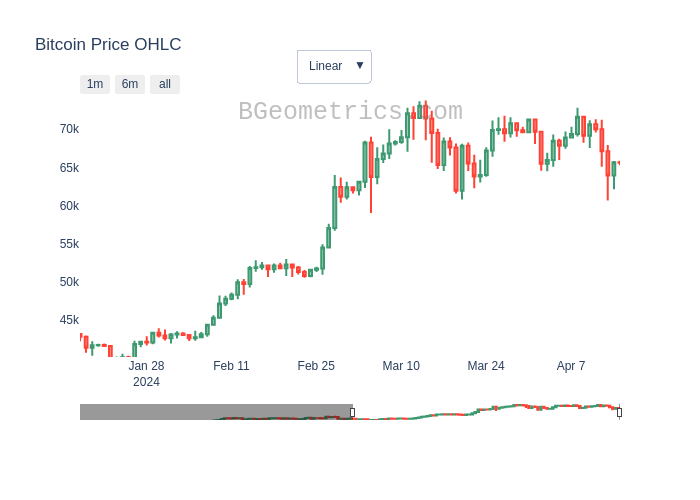 Bitcoin Price OHLC
Linear ▼
1m 6m all
BGeometrics.com
70k
65k
60k
55k
50k
45k
Jan 28 Feb 11 Feb 25 Mar 10 Mar 24 Apr 7
2024